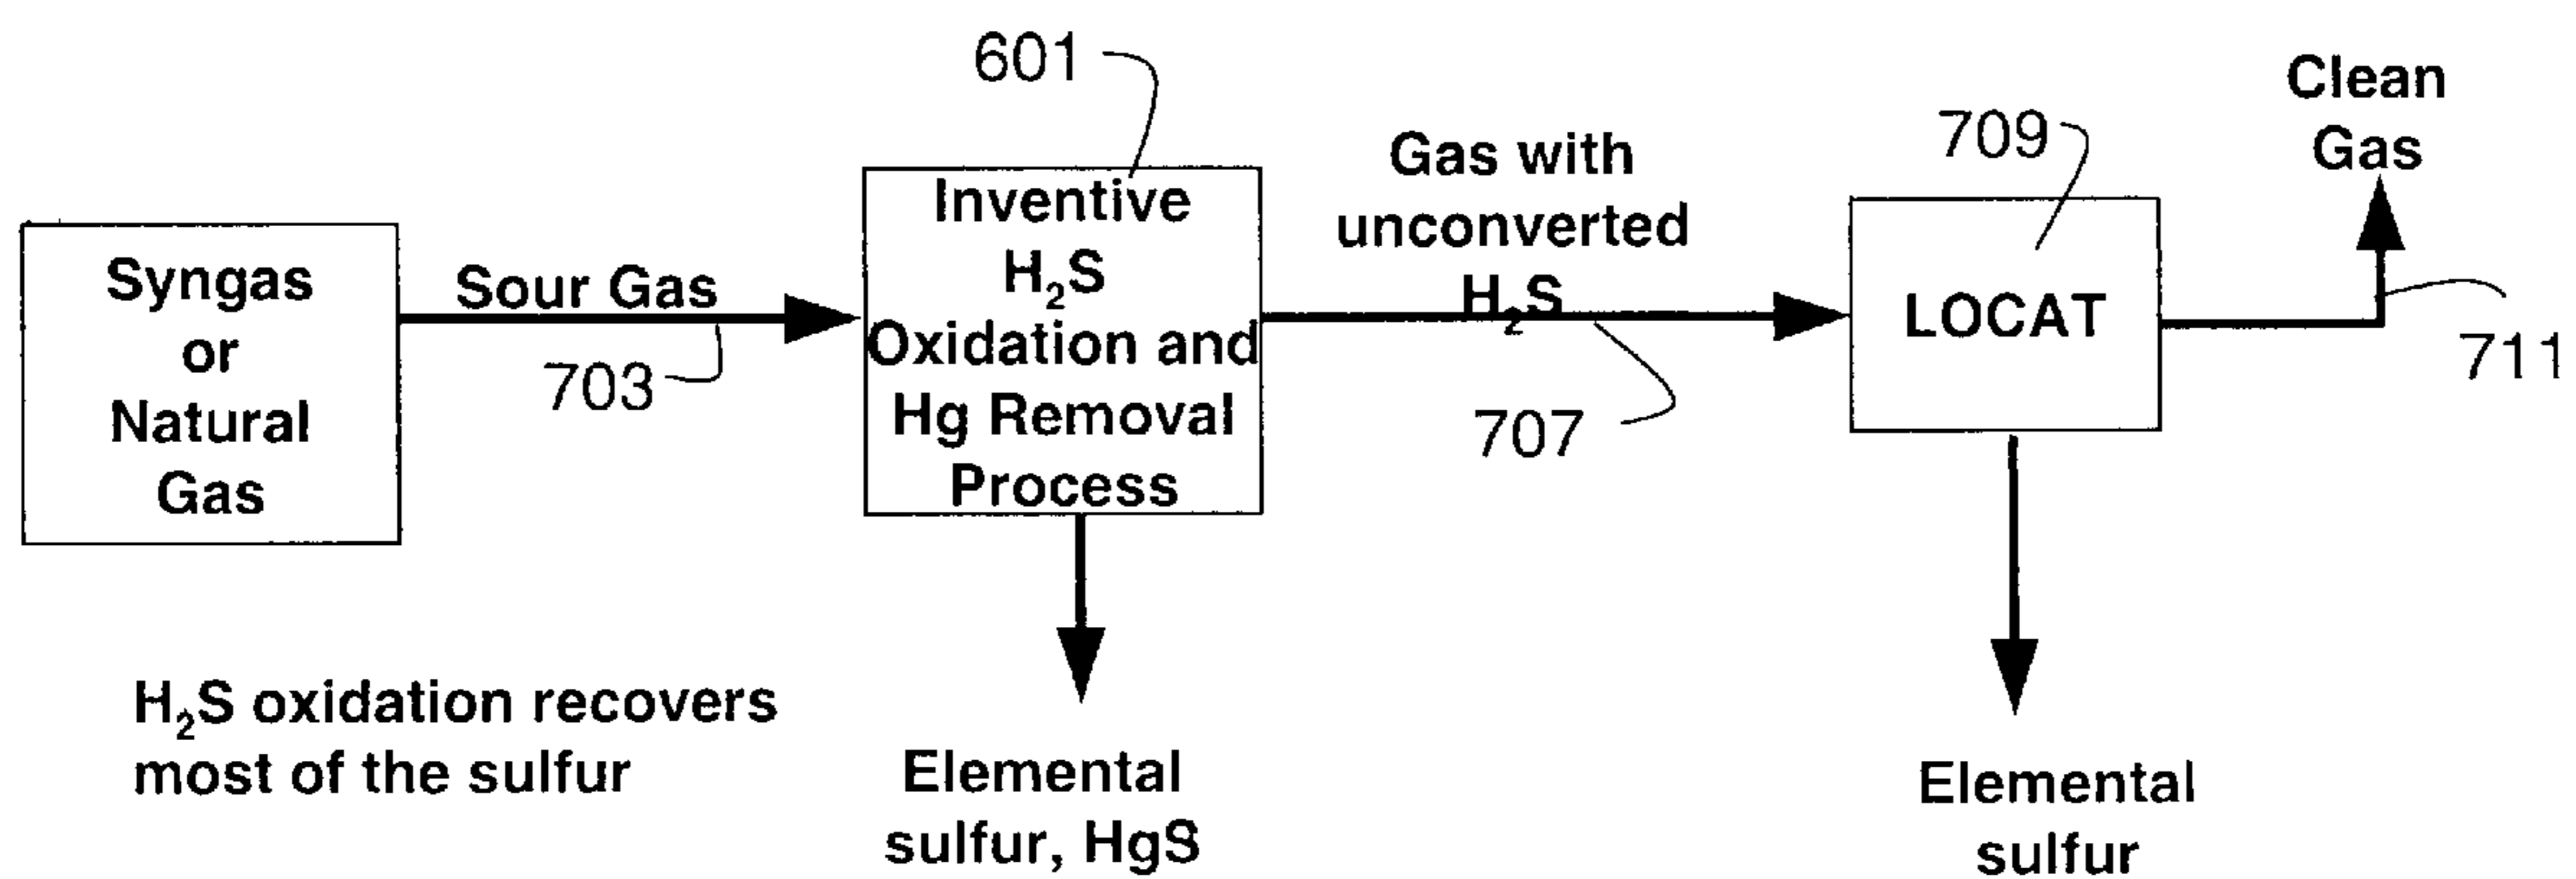 601
Clean
Gas
709
Gas with
unconverted
H₂S
Inventive
H₂S
Oxidation and
Hg Removal
Process
Syngas
or
Natural
Gas
Sour Gas
703
707
LOCAT
711
H₂S oxidation recovers
most of the sulfur
Elemental
sulfur, HgS
Elemental
sulfur